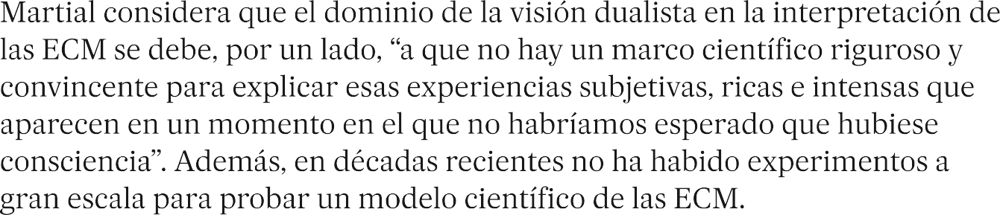 Martial considera que el dominio de la visión dualista en la interpretación de
las ECM se debe, por un lado, “a que no hay un marco científico riguroso y
convincente para explicar esas experiencias subjetivas, ricas e intensas que
aparecen en un momento en el que no habríamos esperado que hubiese
consciencia”. Además, en décadas recientes no ha habido experimentos a
gran escala para probar un modelo científico de las ECM.